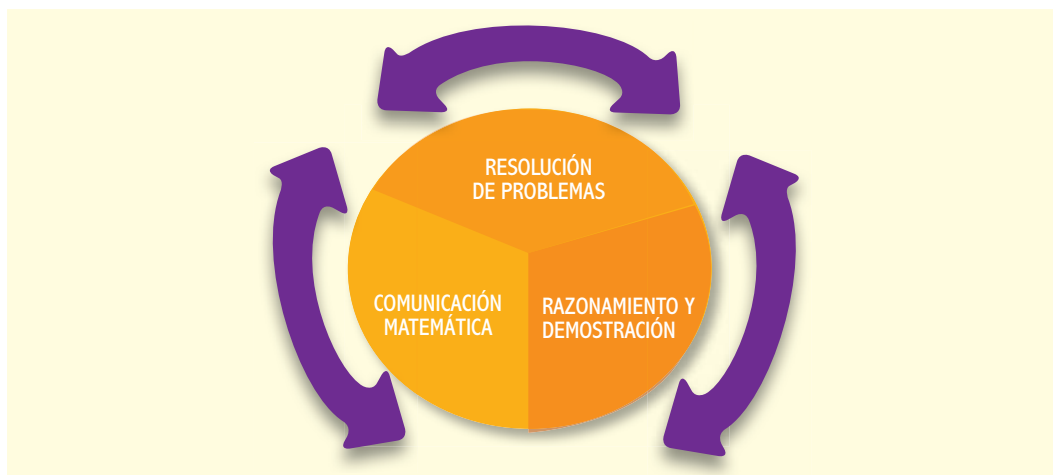 RESOLUCIÓN
DE PROBLEMAS
COMUNICACIÓN
MATEMÁTICA
RAZONAMIENTO Y
DEMOSTRACIÓN